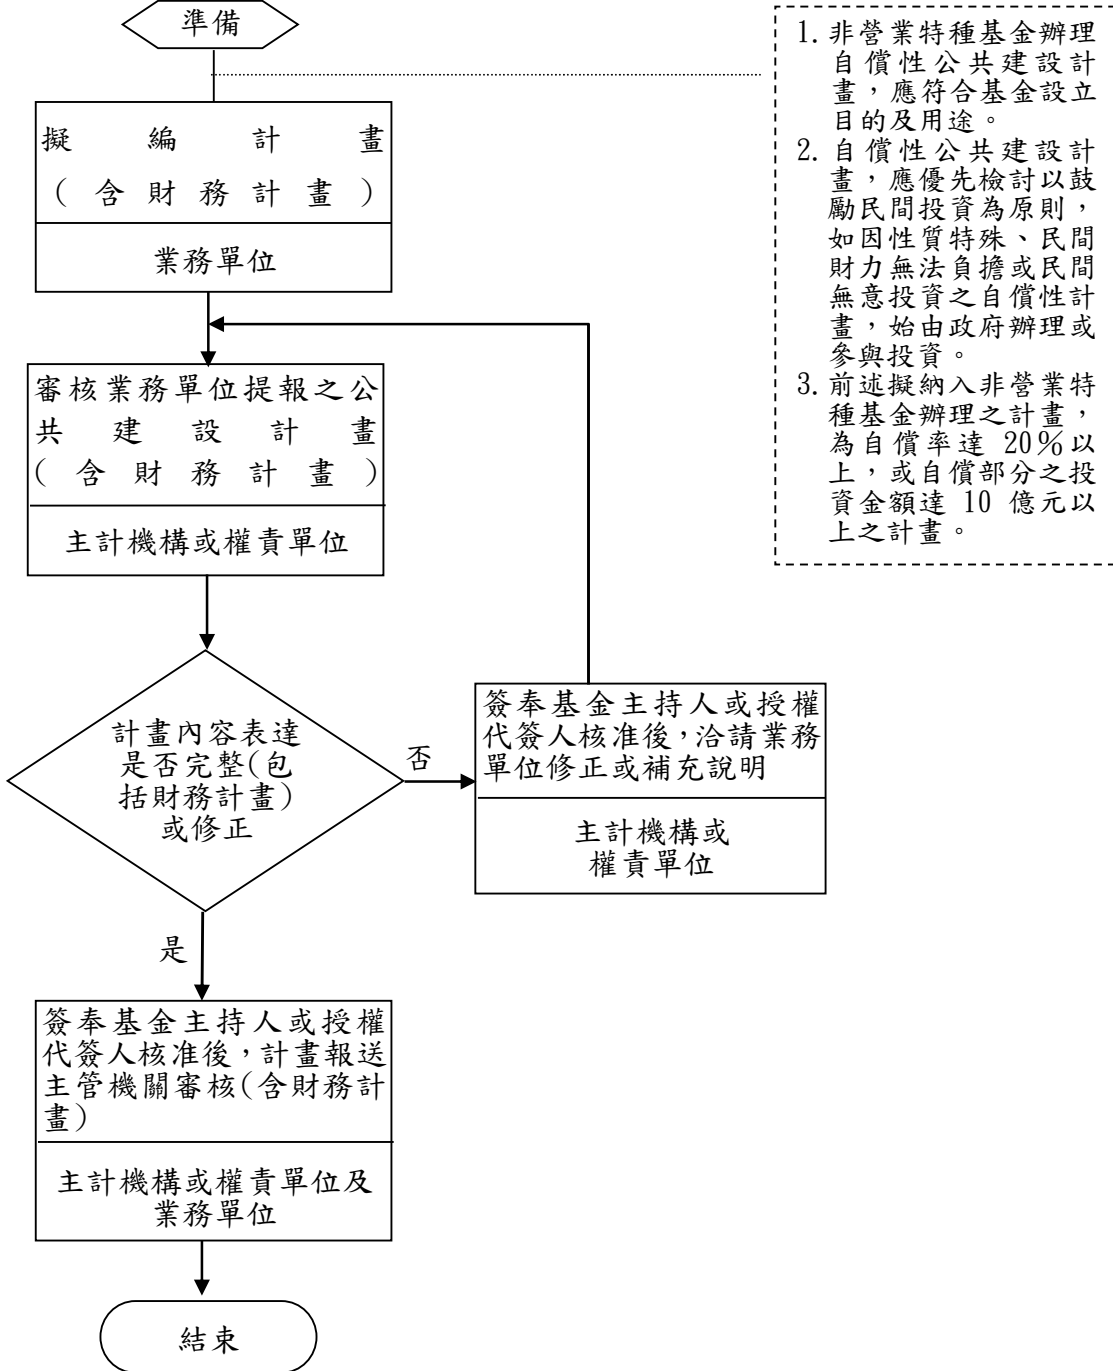 準備
擬編計畫
(含財務計畫)
業務單位
審核業務單位提報之公
共建設計畫
(含財務計畫)
主計機構或權責單位
計畫內容表達
是否完整(包
括財務計畫)
或修正
否
簽奉基金主持人或授權
代簽人核准後，洽請業務
單位修正或補充說明
主計機構或
權責單位
是
簽奉基金主持人或授權
代簽人核准後，計畫報送
主管機關審核(含財務計
畫)
主計機構或權責單位及
業務單位
結束
1. 非營業特種基金辦理
自償性公共建設計
畫，應符合基金設立
目的及用途。
2. 自償性公共建設計
畫，應優先檢討以鼓
勵民間投資為原則，
如因性質特殊、民間
財力無法負擔或民間
無意投資之自償性計
畫，始由政府辦理或
參與投資。
3. 前述擬納入非營業特
種基金辦理之計畫，
為自償率達 20％以
上，或自償部分之投
資金額達 10 億元以
上之計畫。